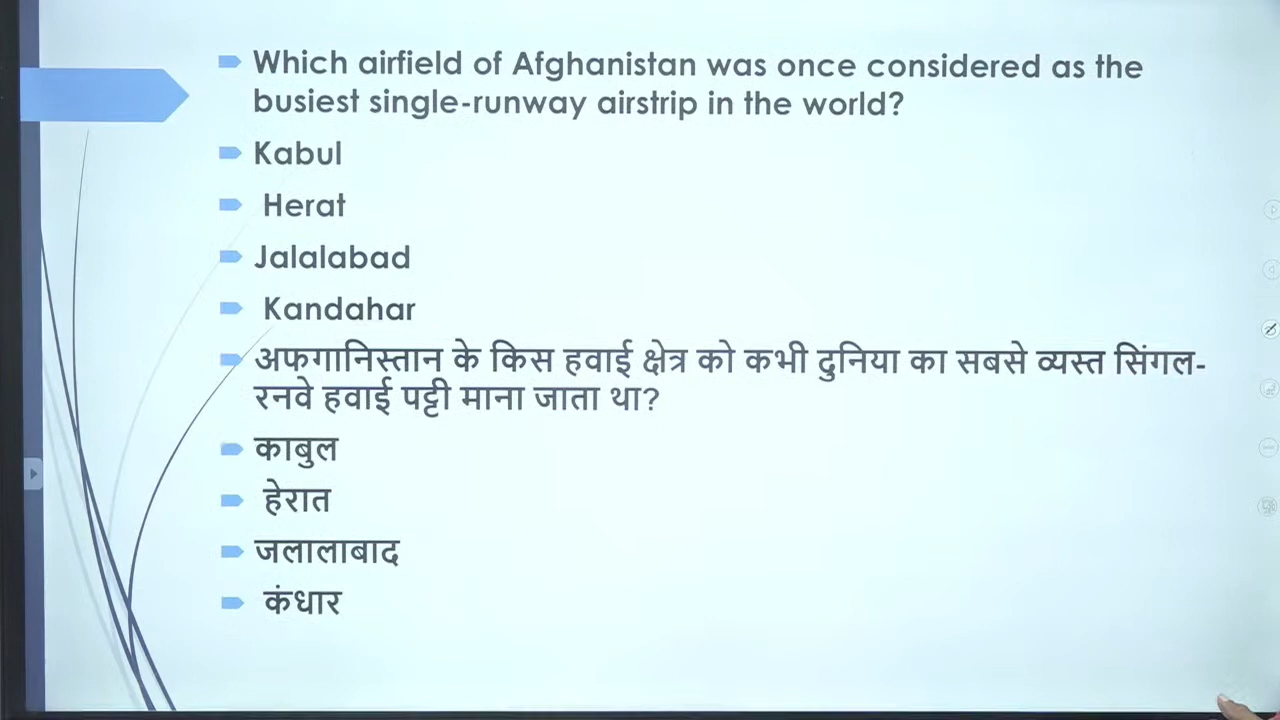 Which airfield of Afghanistan was once considered as the
busiest single-runway airstrip in the world?
Kabul
Herat
Jalalabad
Kandahar
अफगानिस्तान के किस हवाई क्षेत्र को कभी दुनिया का सबसे व्यस्त सिंगल-
रनवे हवाई पट्टी माना जाता था?
काबुल
हेरात
जलालाबाद
कंधार